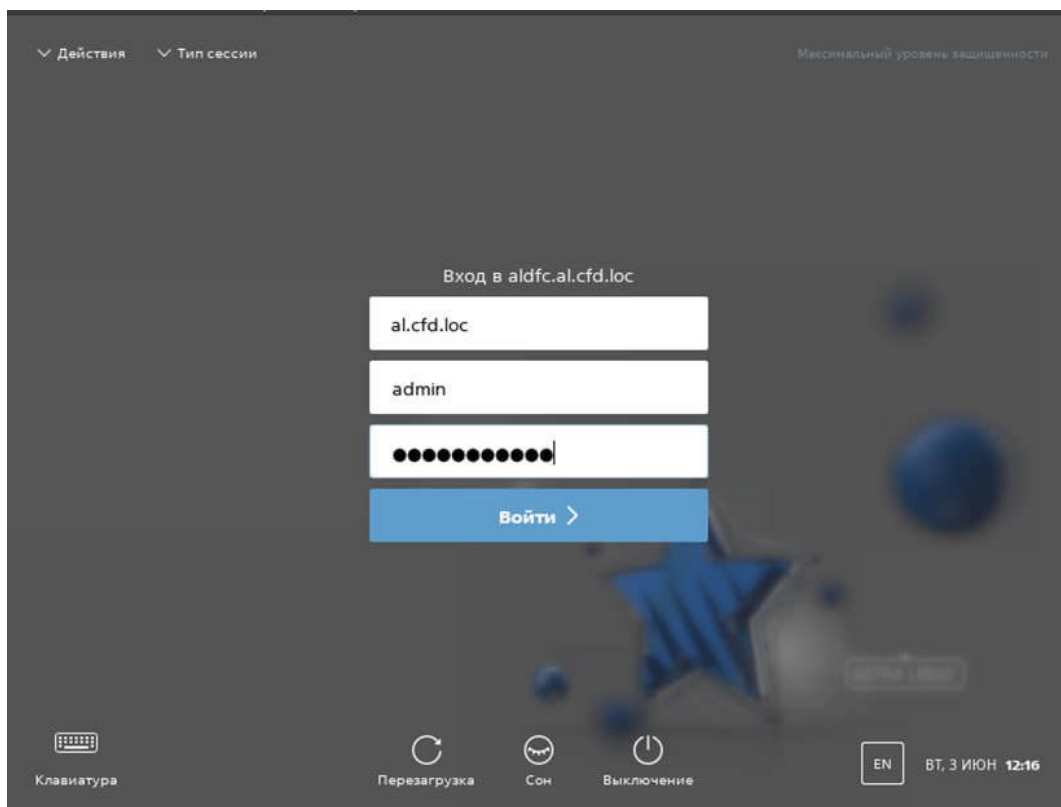 Действия
Тип сессии
Максимальный уровень защищенности
Вход в aldfc.al.cfd.loc
al.cfd.loc
admin
●●●●●●●●●●●
Войти
Клавиатура
Перезагрузка
Сон
Выключение
EN
ВТ, 3 ИЮН 12:16